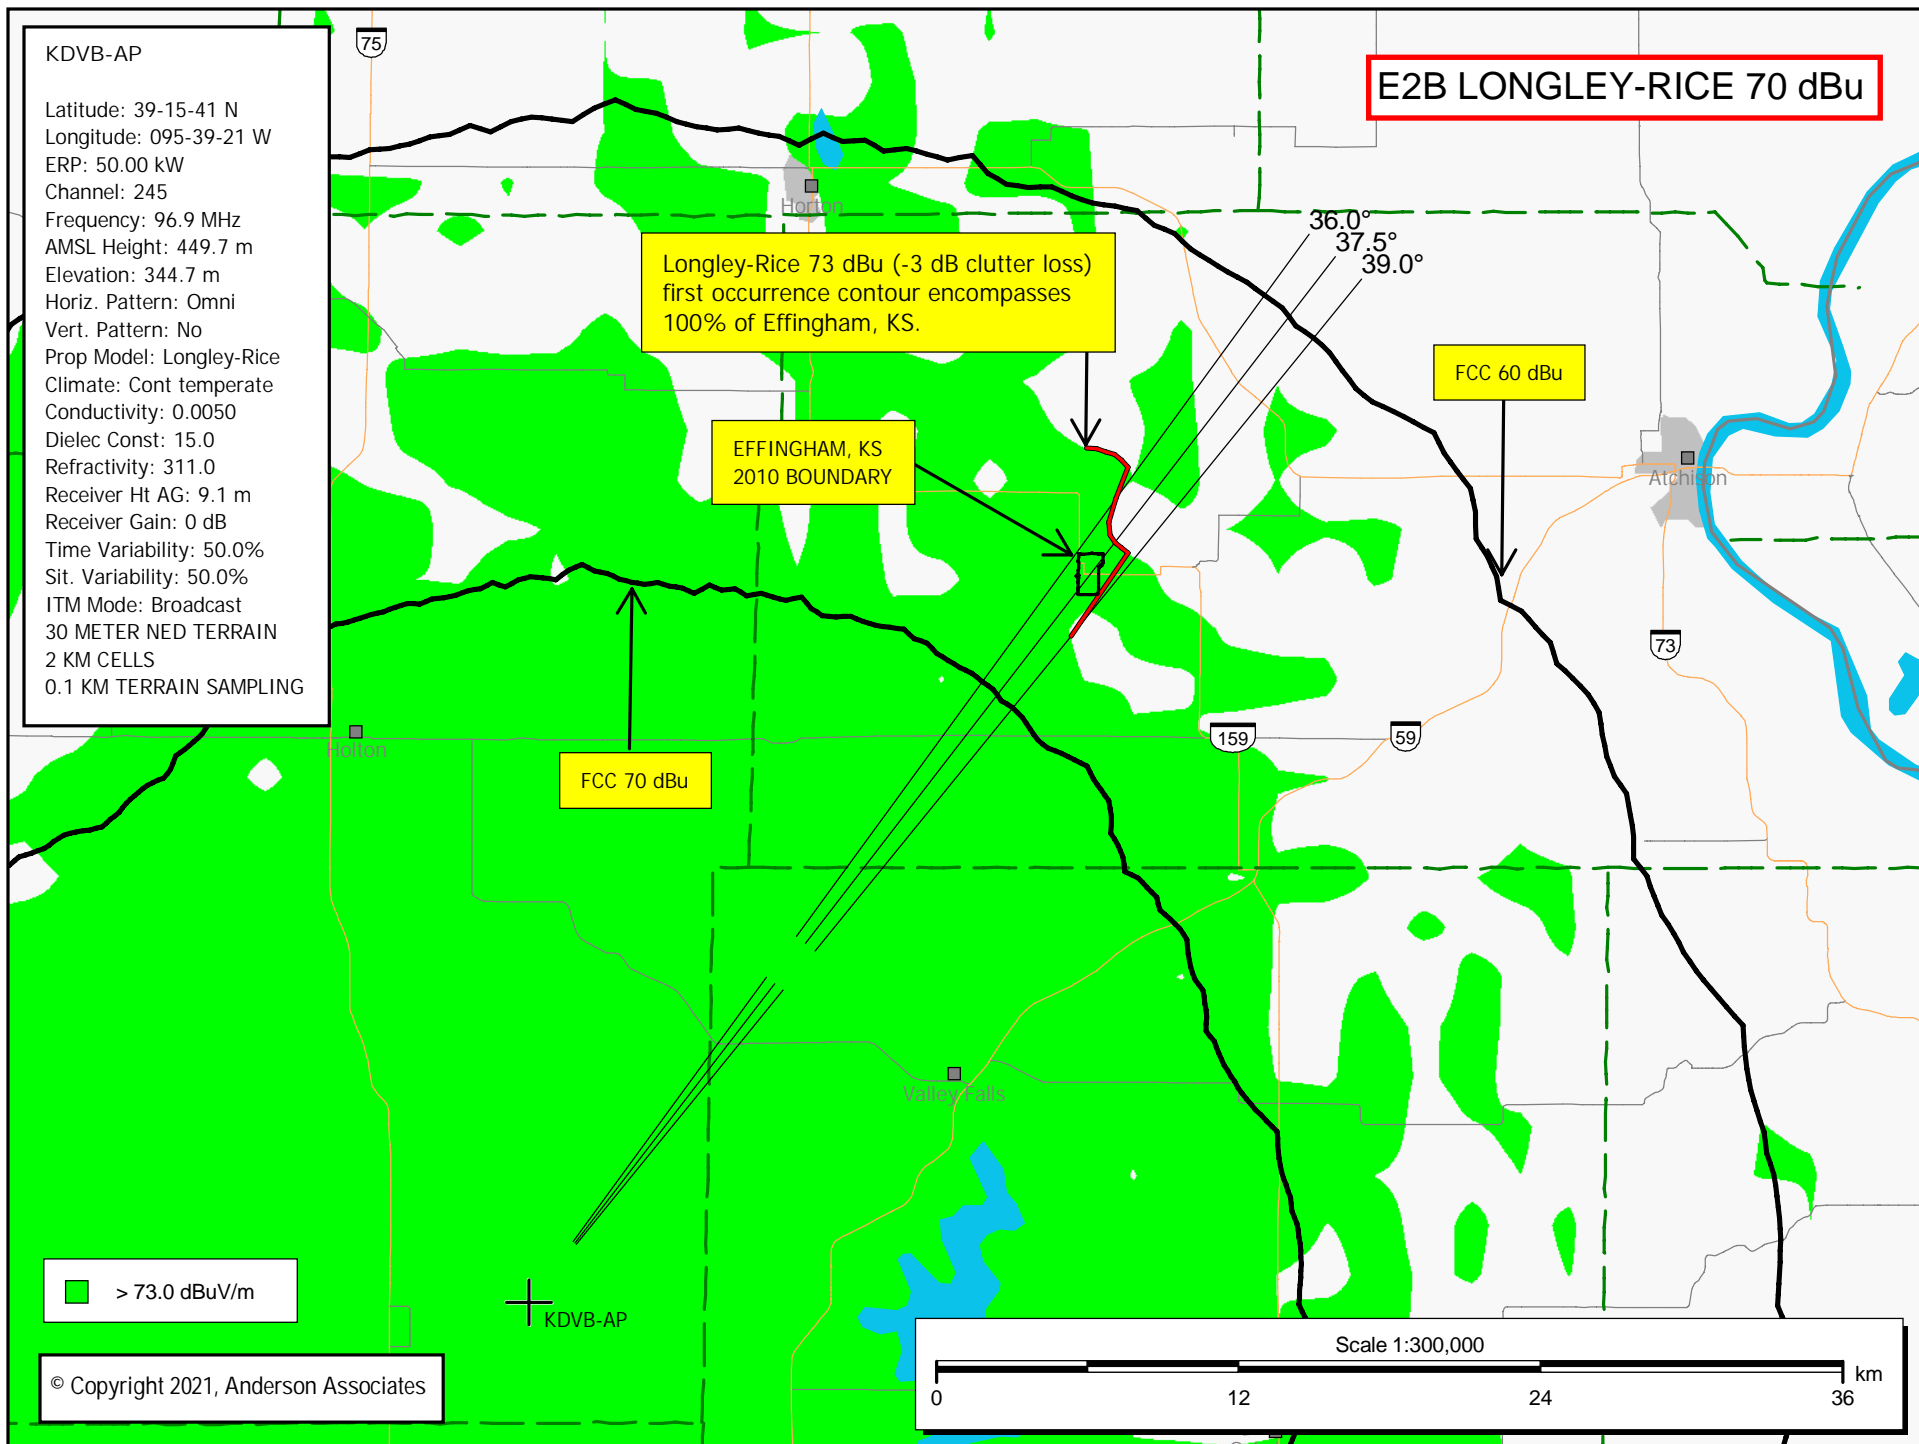 KDVB-AP
Latitude: 39-15-41 N
Longitude: 095-39-21 W
ERP: 50.00 kW
Channel: 245
Frequency: 96.9 MHz
AMSL Height: 449.7 m
Elevation: 344.7 m
Horiz. Pattern: Omni
Vert. Pattern: No
Prop Model: Longley-Rice
Climate: Cont temperate
Conductivity: 0.0050
Dielec Const: 15.0
Refractivity: 311.0
Receiver Ht AG: 9.1 m
Receiver Gain: 0 dB
Time Variability: 50.0%
Sit. Variability: 50.0%
ITM Mode: Broadcast
30 METER NED TERRAIN
2 KM CELLS
0.1 KM TERRAIN SAMPLING
75
E2B LONGLEY-RICE 70 dBu
Horton
36.0°
37.5°
39.0°
Longley-Rice 73 dBu (-3 dB clutter loss)
first occurrence contour encompasses
100% of Effingham, KS.
FCC 60 dBu
EFFINGHAM, KS
2010 BOUNDARY
Atchison
73
Holton
159
59
FCC 70 dBu
Valley Falls
> 73.0 dBuV/m
KDVB-AP
© Copyright 2021, Anderson Associates
Scale 1:300,000
km
0
12
24
36